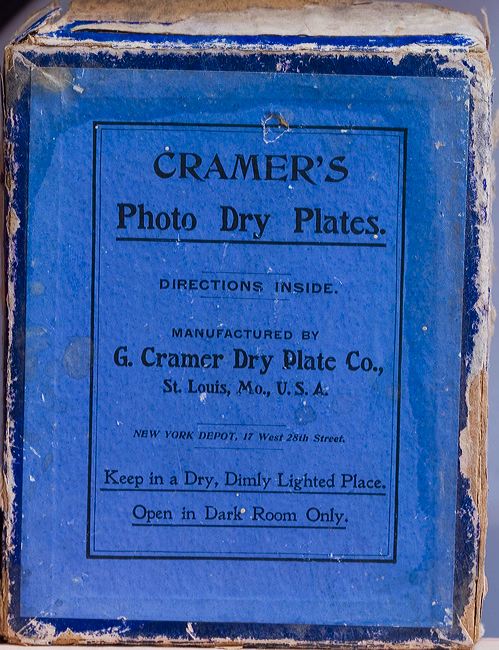 CRAMER'S
Photo Dry Plates.
DIRECTIONS INSIDE.
MANUFACTURED BY
G. Cramer Dry Plate Co.,
St. Louis, Mo., U. S. A.
NEW YORK DEPOT, 17 West 28th Street.
Keep in a Dry, Dimly Lighted Place.
Open in Dark Room Only.